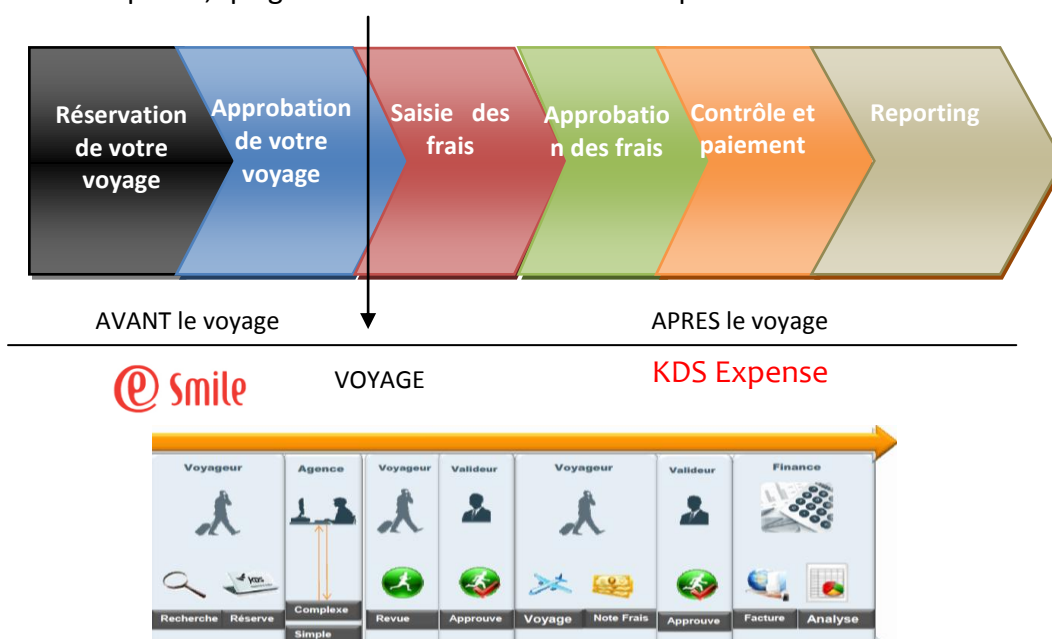 Réservation
de votre
voyage
Approbation
de votre
voyage
Saisie des
frais
Approbatio
n des frais
Contrôle et
paiement
Reporting
AVANT le voyage
APRES le voyage
e Smile
VOYAGE
KDS Expense
Voyageur
Agence
Voyageur
Valideur
Voyageur
Valideur
Finance
KDS
Recherche
Réserve
Complexe
Simple
Revue
Approuve
Voyage
Note Frais
Approuve
Facture
Analyse